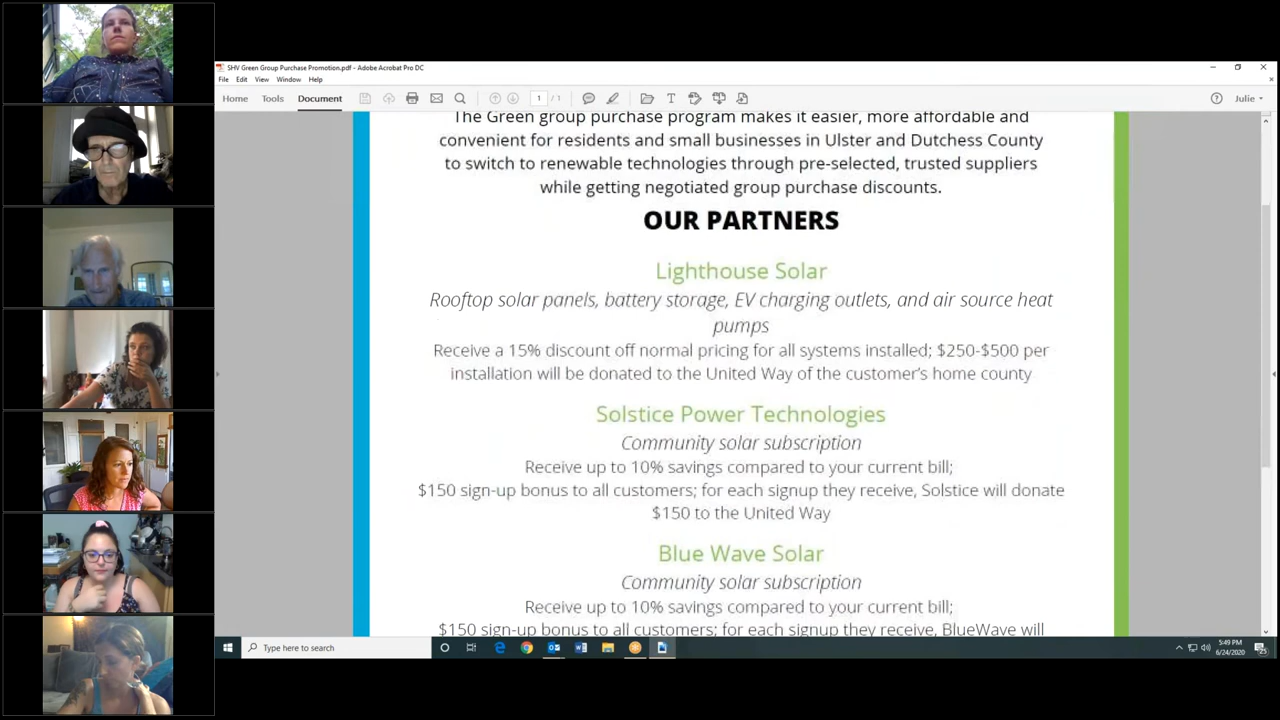 SHV Green Group Purchase Promotion.pdf - Adobe Acrobat Pro DC
File Edit View Window Help
Home Tools Document 1 / 1 Julie
The Green group purchase program makes it easier, more affordable and
convenient for residents and small businesses in Ulster and Dutchess County
to switch to renewable technologies through pre-selected, trusted suppliers
while getting negotiated group purchase discounts.
OUR PARTNERS
Lighthouse Solar
Rooftop solar panels, battery storage, EV charging outlets, and air source heat
pumps
Receive a 15% discount off normal pricing for all systems installed; $250-$500 per
installation will be donated to the United Way of the customer's home county
Solstice Power Technologies
Community solar subscription
Receive up to 10% savings compared to your current bill;
$150 sign-up bonus to all customers; for each signup they receive, Solstice will donate
$150 to the United Way
Blue Wave Solar
Community solar subscription
Receive up to 10% savings compared to your current bill;
$150 sign-up bonus to all customers; for each signup they receive, BlueWave will
Type here to search
5:49 PM
6/24/2020
25